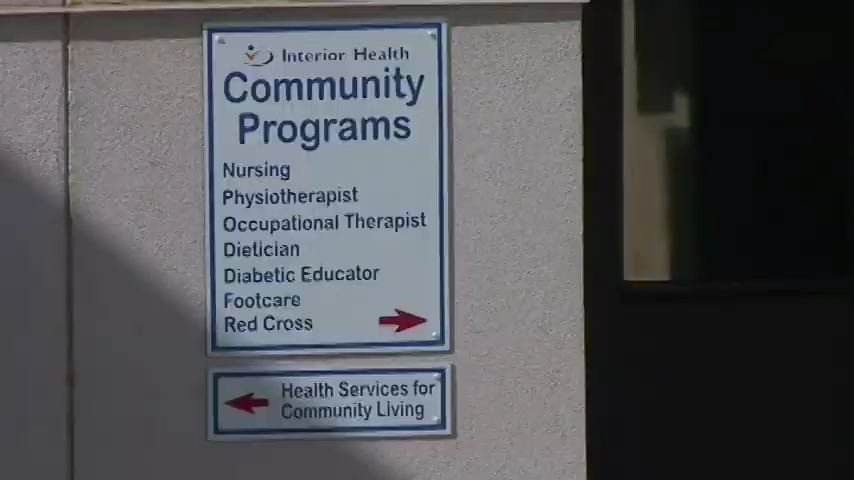 Interior Health
Community
Programs
Nursing
Physiotherapist
Occupational Therapist
Dietician
Diabetic Educator
Footcare
Red Cross
Health Services for
Community Living